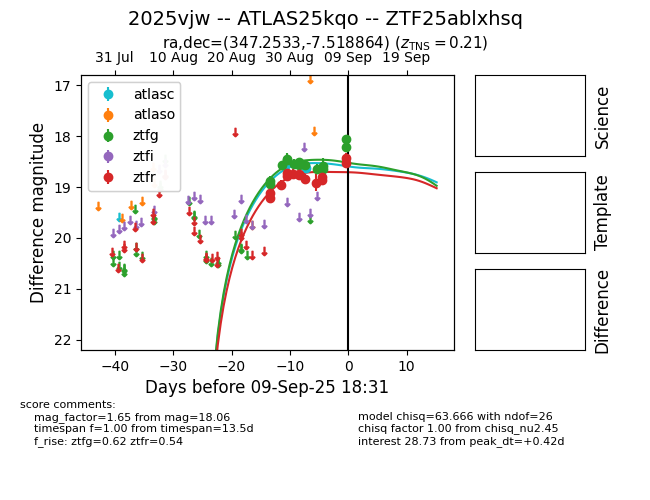 2025vjw -- ATLAS25kqo -- ZTF25ablxhsq
ra,dec=(347.2533,-7.518864) (z_TNS = 0.21)
31 Jul 10 Aug 20 Aug 30 Aug 09 Sep 19 Sep
17
18
19
20
21
22
Difference magnitude
atlasc
atlaso
ztfg
ztfi
ztfr
−40 −30 −20 −10 0 10
Days before 09-Sep-25 18:31
Science
Template
Difference
score comments:
mag_factor=1.65 from mag=18.06
timespan f=1.00 from timespan=13.5d
f_rise: ztfg=0.62 ztfr=0.54
model chisq=63.666 with ndof=26
chisq factor 1.00 from chisq_nu2.45
interest 28.73 from peak_dt=+0.42d